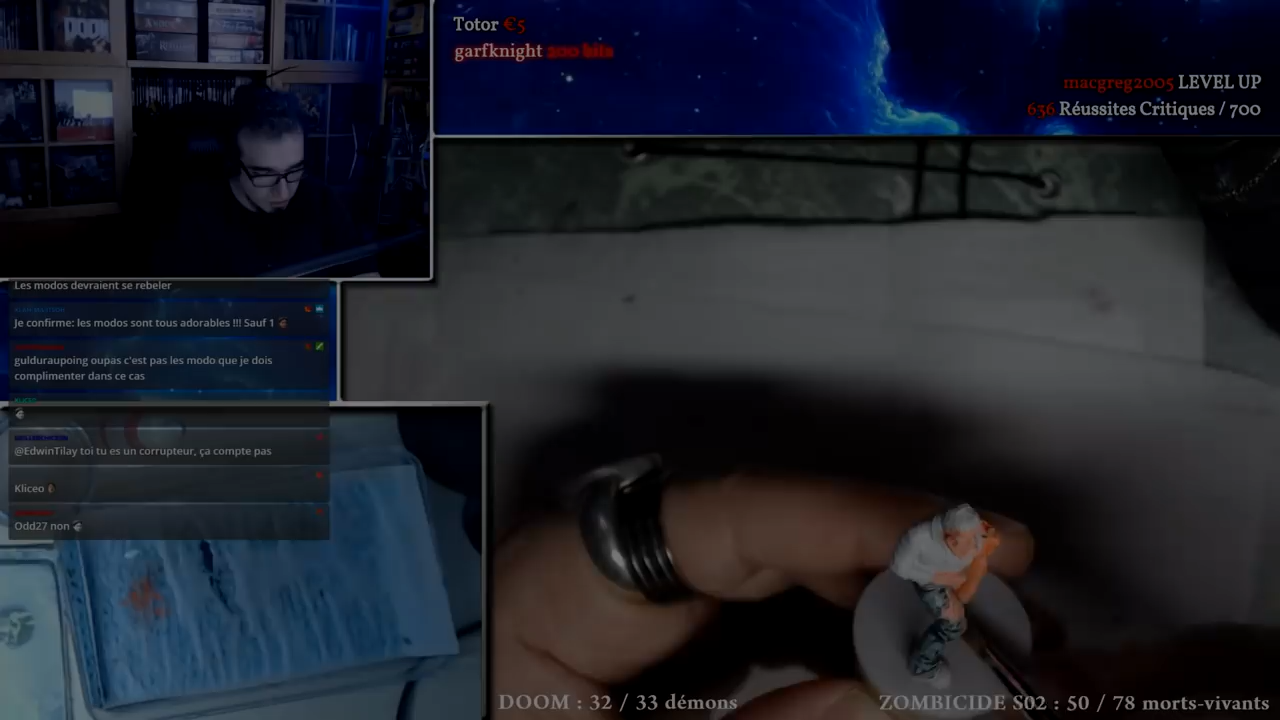 Totor €5
garfknight 200 bits
macgreg2005 LEVEL UP
636 Réussites Critiques / 700
Les modos devraient se rebeler
Je confirme: les modos sont tous adorables !!! Sauf 1
gulduraupoing oupas c'est pas les modo que je dois
complimenter dans ce cas
@EdwinTilay toi tu es un corrupteur, ça compte pas
Kliceo
Odd27 non
DOOM : 32 / 33 démons
ZOMBICIDE S02 : 50 / 78 morts-vivants